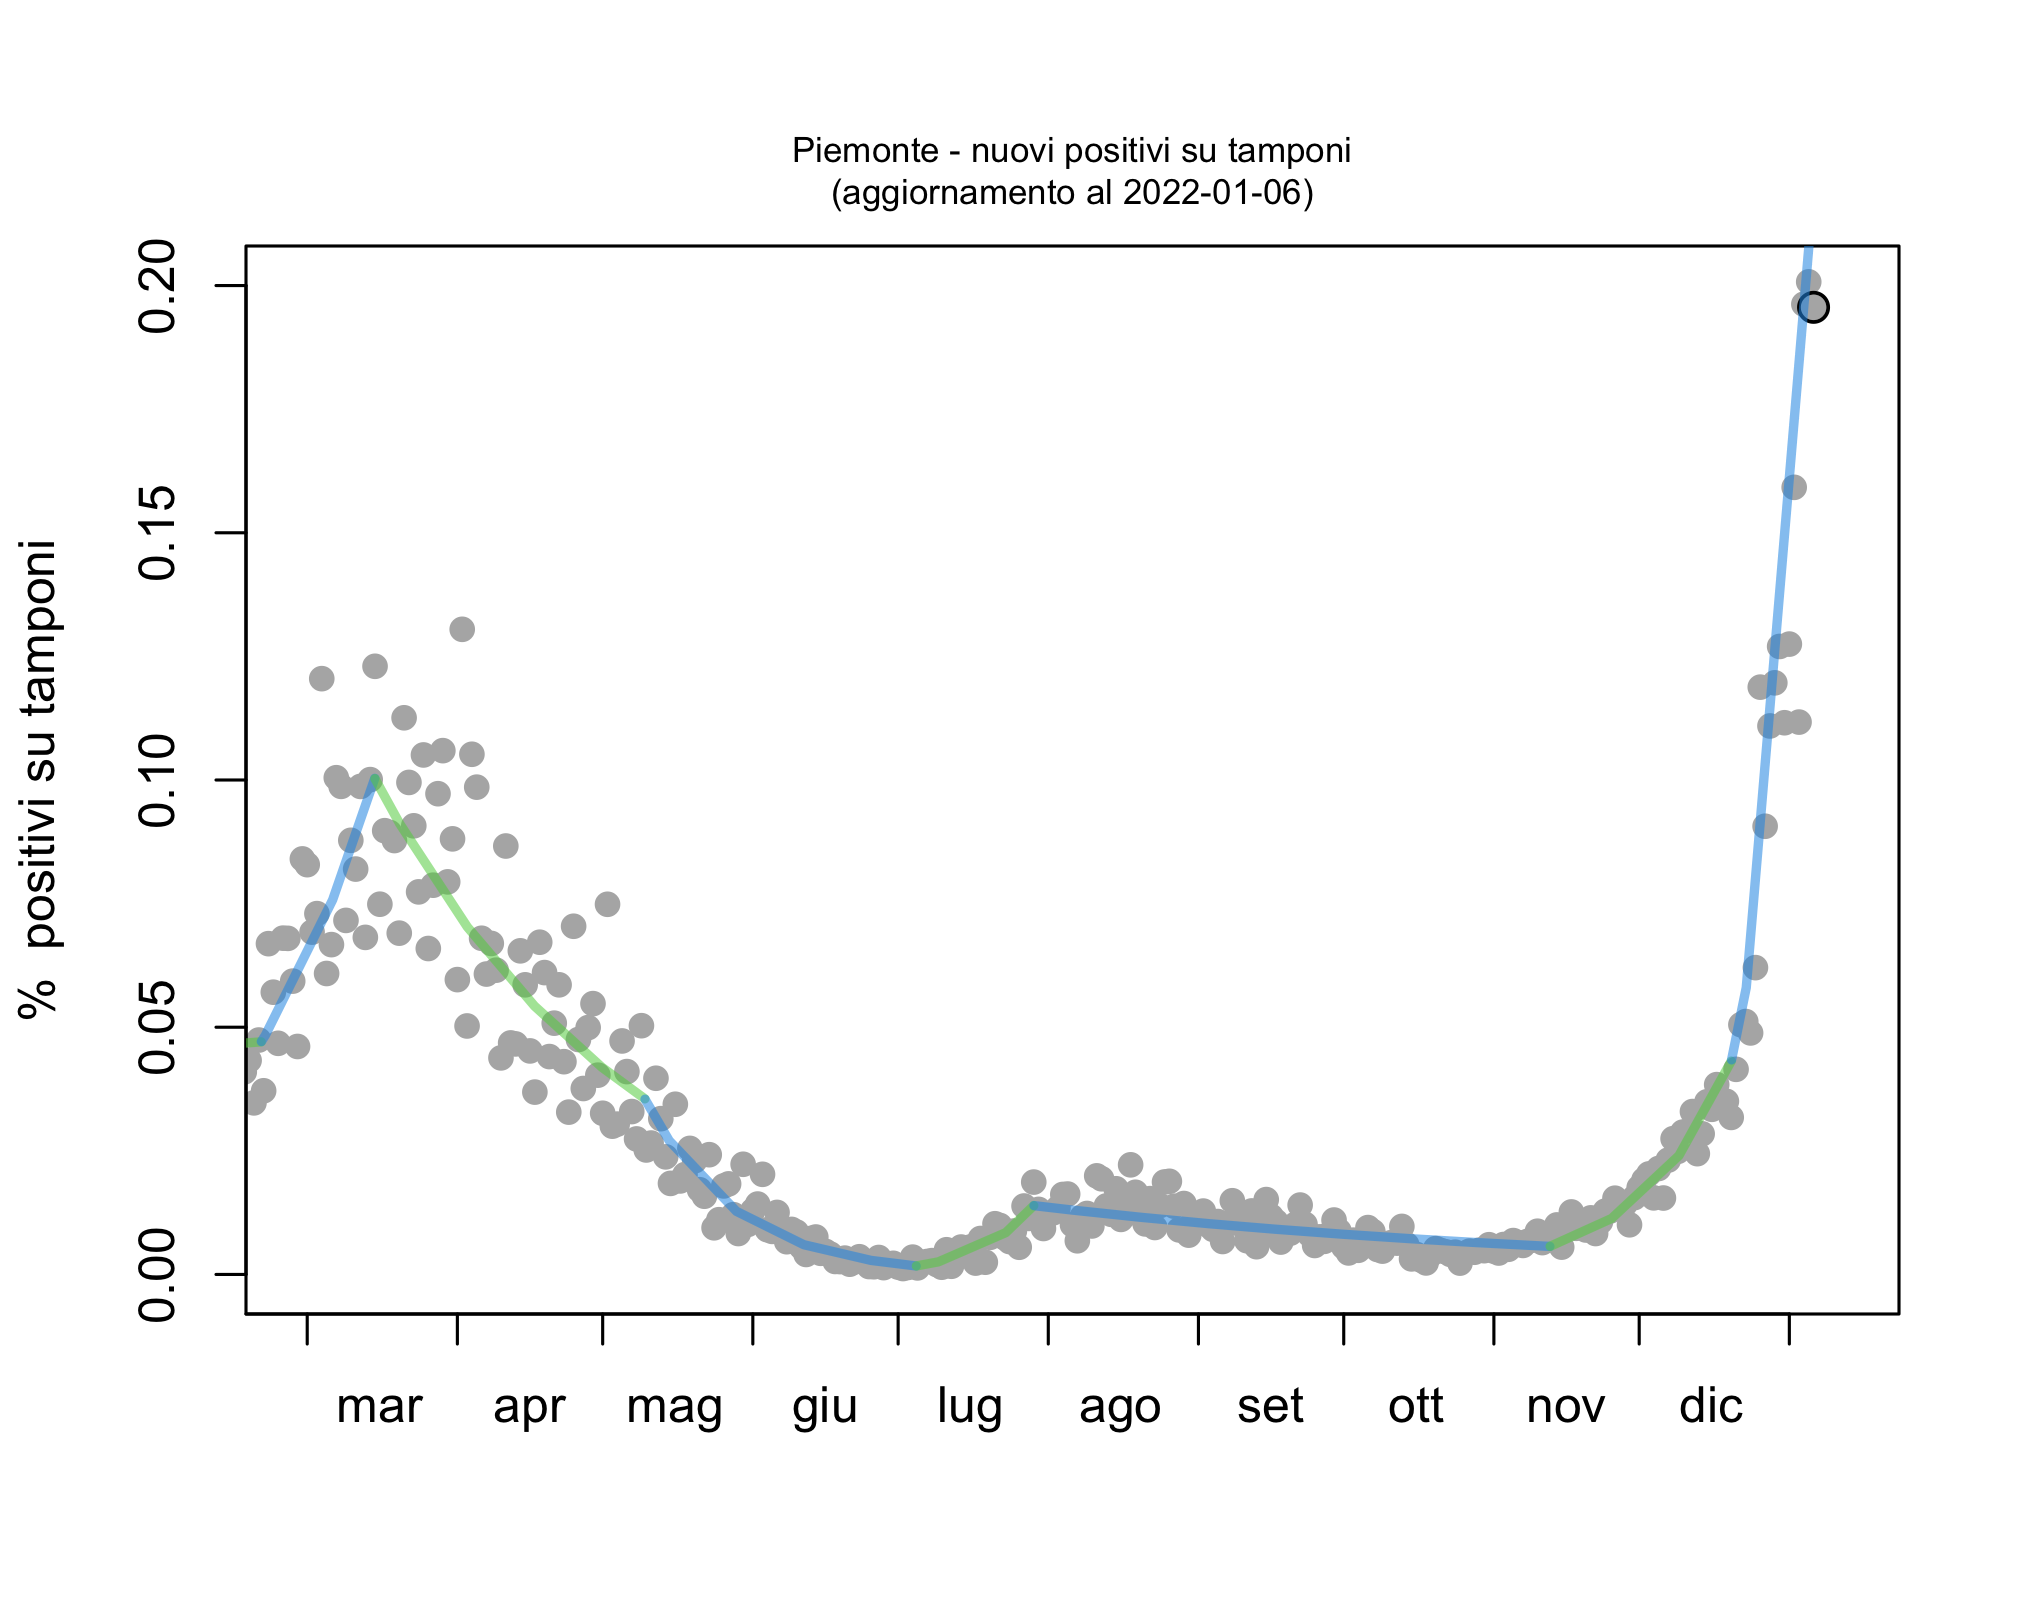 Piemonte - nuovi positivi su tamponi
(aggiornamento al 2022-01-06)
% positivi su tamponi
0.20
0.15
0.10
0.05
0.00
mar apr mag giu lug ago set ott nov dic